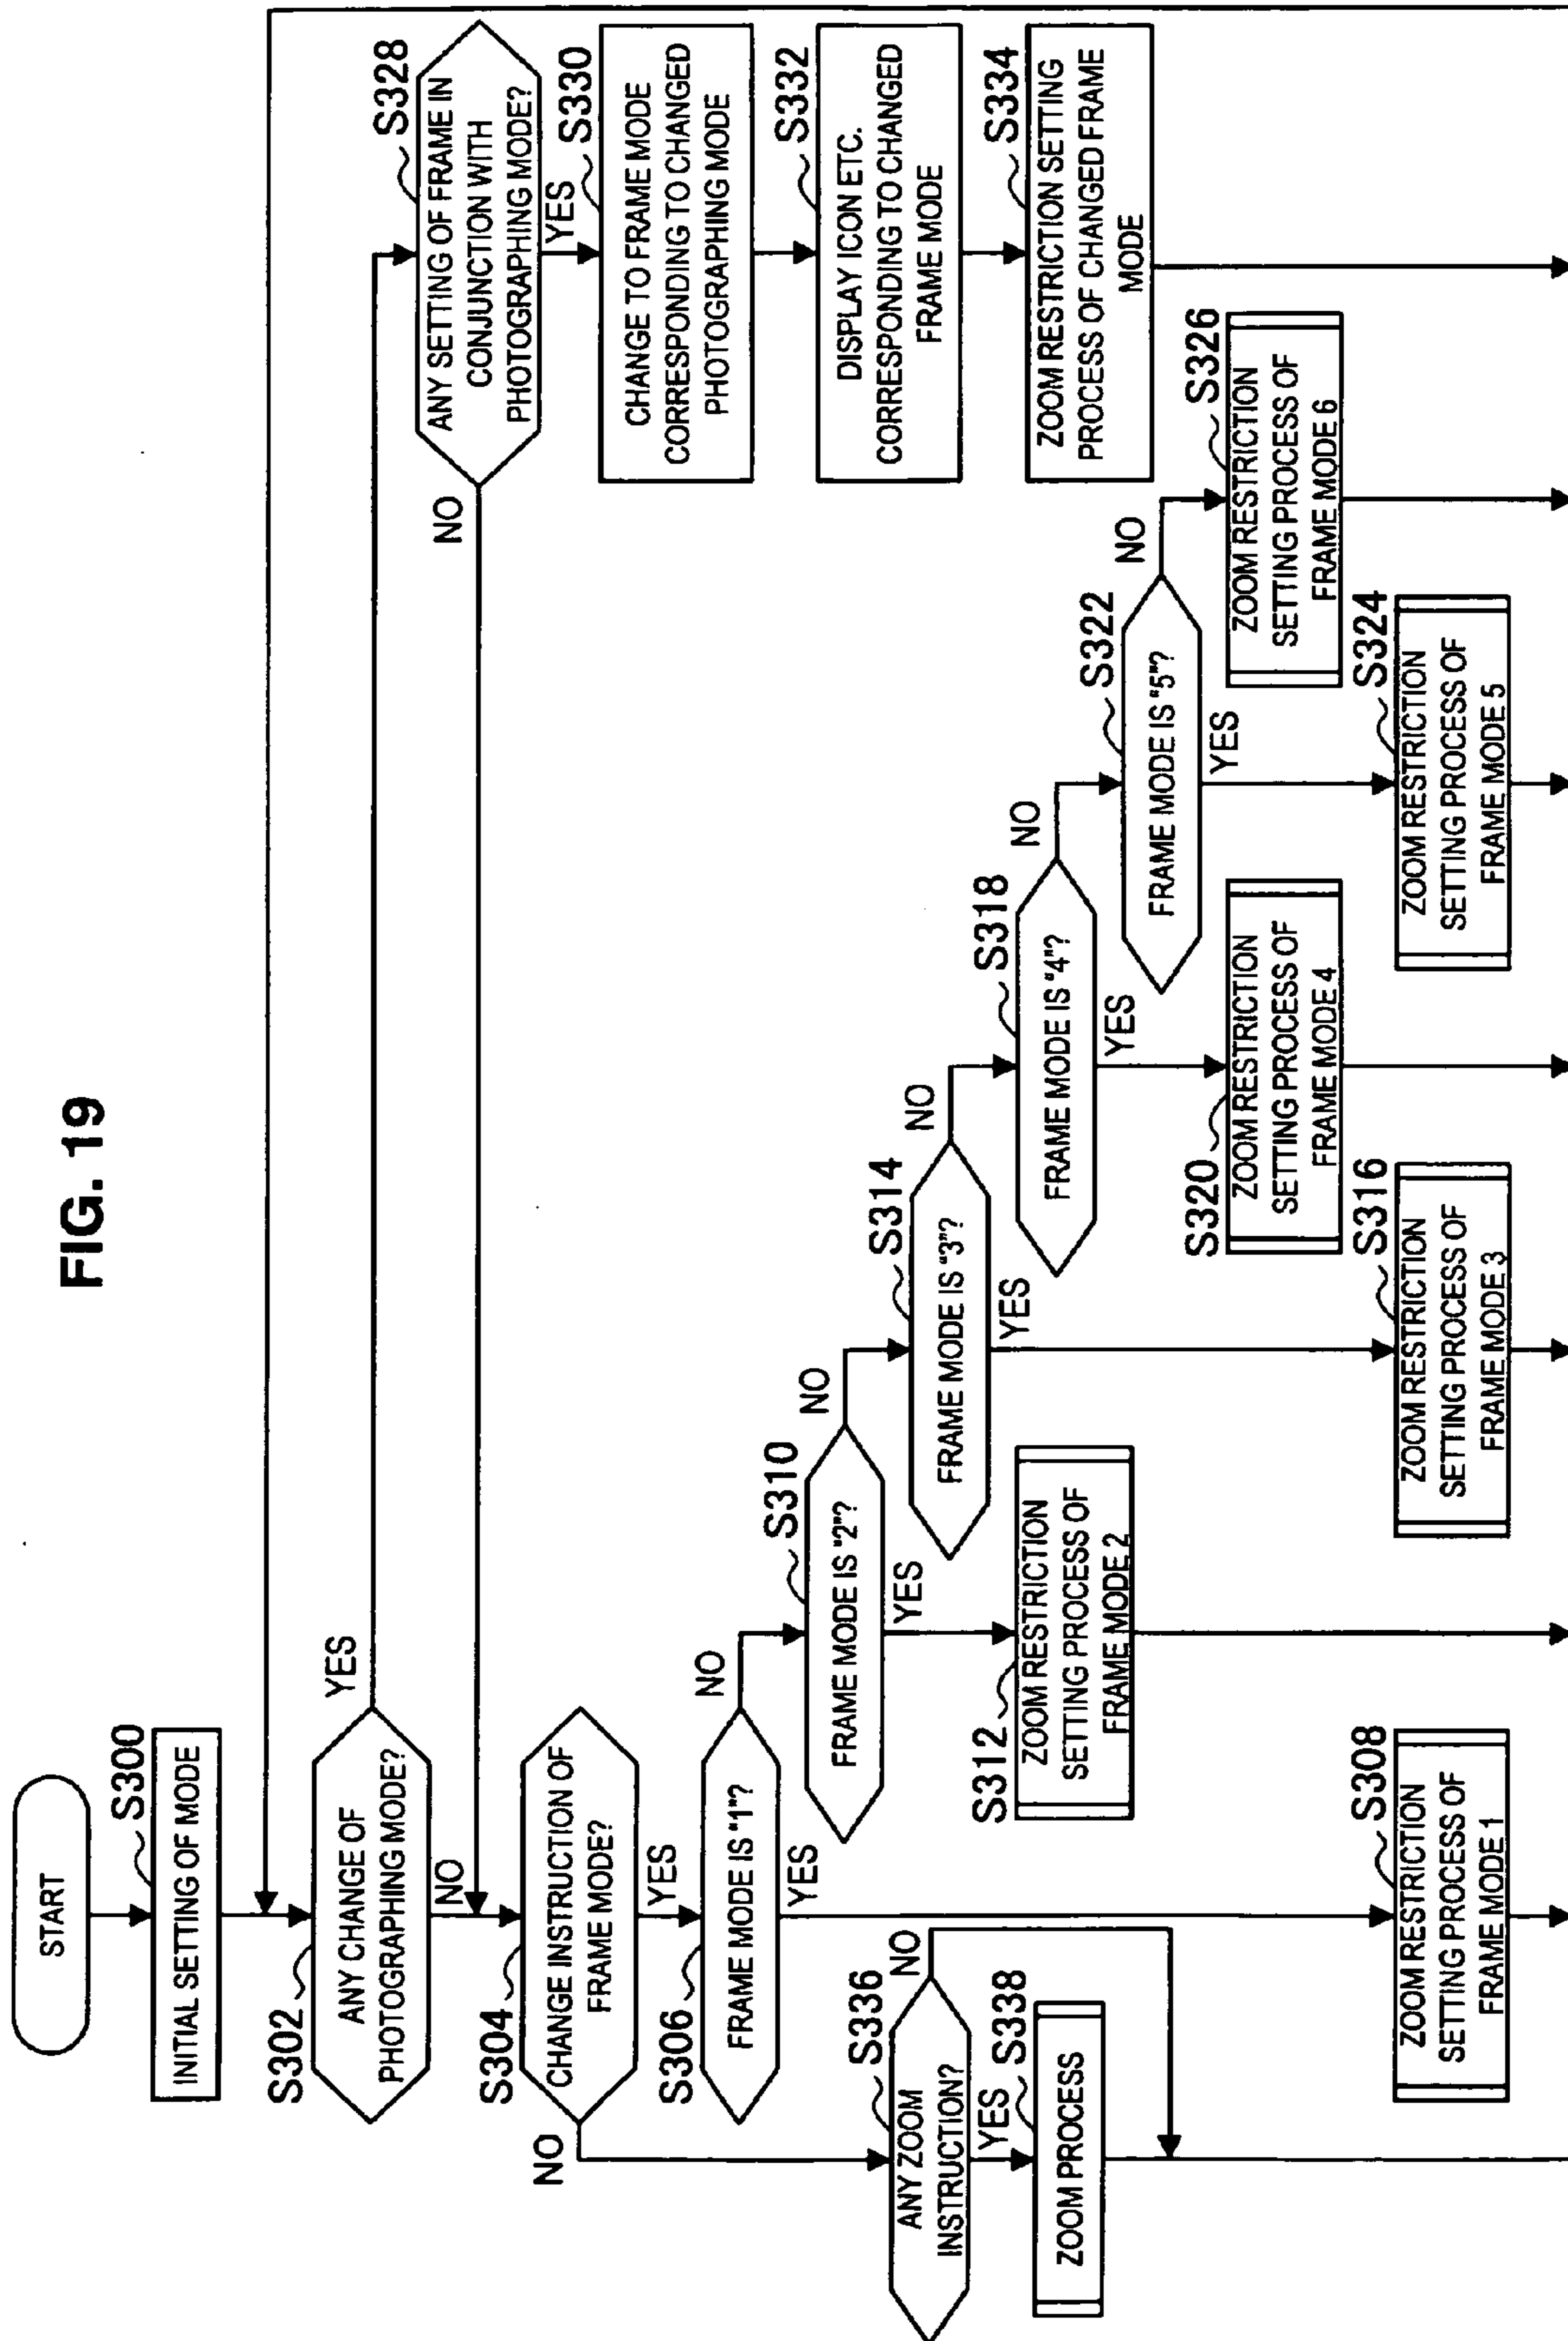 FIG. 19
START
S300
INITIAL SETTING OF MODE
S302
ANY CHANGE OF
PHOTOGRAPHING MODE?
YES
NO
S328
ANY SETTING OF FRAME IN
CONJUNCTION WITH
PHOTOGRAPHING MODE?
NO
YES
S330
CHANGE TO FRAME MODE
CORRESPONDING TO CHANGED
PHOTOGRAPHING MODE
S332
DISPLAY ICON ETC.
CORRESPONDING TO CHANGED
FRAME MODE
S334
ZOOM RESTRICTION SETTING
PROCESS OF CHANGED FRAME
MODE
S304
CHANGE INSTRUCTION OF
FRAME MODE?
NO
YES
S306
FRAME MODE IS "1"?
NO
YES
S310
FRAME MODE IS "2"?
NO
YES
S314
FRAME MODE IS "3"?
NO
YES
S318
FRAME MODE IS "4"?
NO
YES
S322
FRAME MODE IS "5"?
NO
YES
S336
ANY ZOOM
INSTRUCTION?
NO
YES
S338
ZOOM PROCESS
S312
ZOOM RESTRICTION
SETTING PROCESS OF
FRAME MODE 2
S320
ZOOM RESTRICTION
SETTING PROCESS OF
FRAME MODE 4
S326
ZOOM RESTRICTION
SETTING PROCESS OF
FRAME MODE 6
S308
ZOOM RESTRICTION
SETTING PROCESS OF
FRAME MODE 1
S316
ZOOM RESTRICTION
SETTING PROCESS OF
FRAME MODE 3
S324
ZOOM RESTRICTION
SETTING PROCESS OF
FRAME MODE 5